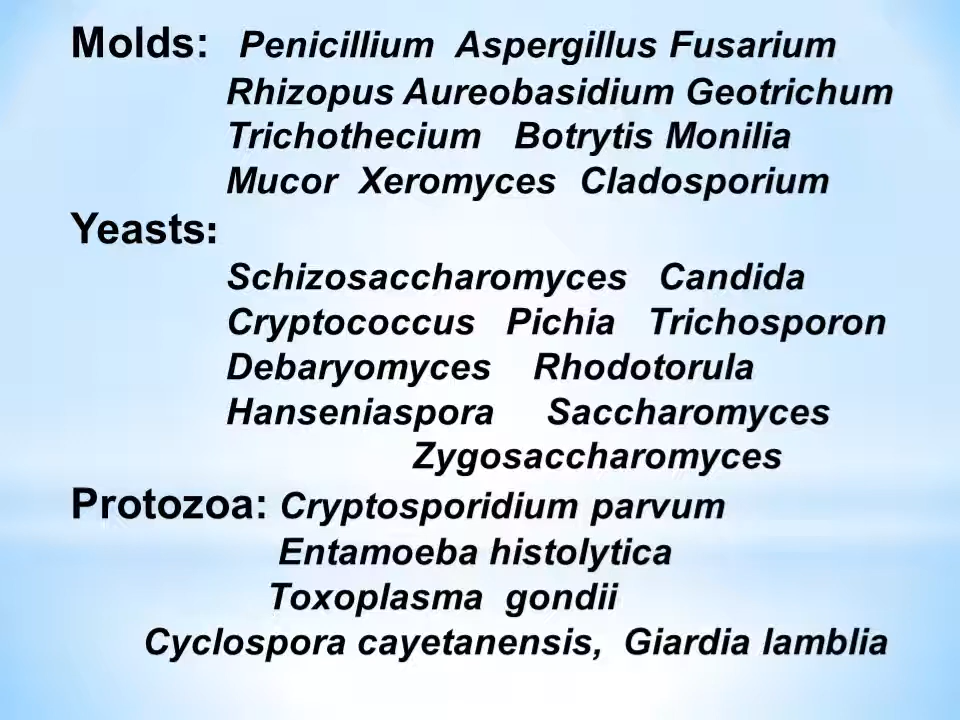 Molds: Penicillium Aspergillus Fusarium
Rhizopus Aureobasidium Geotrichum
Trichothecium Botrytis Monilia
Mucor Xeromyces Cladosporium
Yeasts:
Schizosaccharomyces Candida
Cryptococcus Pichia Trichosporon
Debaryomyces Rhodotorula
Hanseniaspora Saccharomyces
Zygosaccharomyces
Protozoa: Cryptosporidium parvum
Entamoeba histolytica
Toxoplasma gondii
Cyclospora cayetanensis, Giardia lamblia